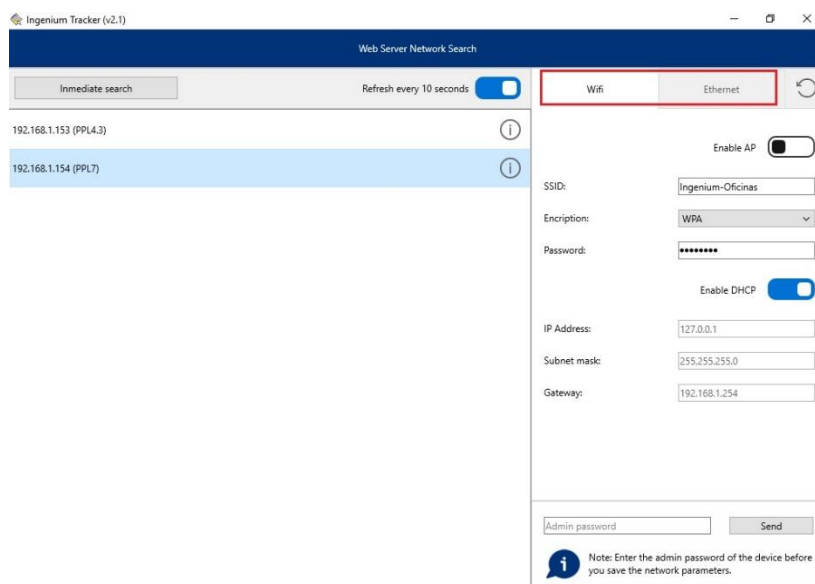 Ingenium Tracker (v2.1)
Web Server Network Search
Inmediate search
Refresh every 10 seconds
Wifi
Ethernet
192.168.1.153 (PPL4.3)
192.168.1.154 (PPL7)
Enable AP
SSID:
Ingenium-Oficinas
Encription:
WPA
Password:
••••••••
Enable DHCP
IP Address:
127.0.0.1
Subnet mask:
255.255.255.0
Gateway:
192.168.1.254
Admin password
Send
Note: Enter the admin password of the device before
you save the network parameters.